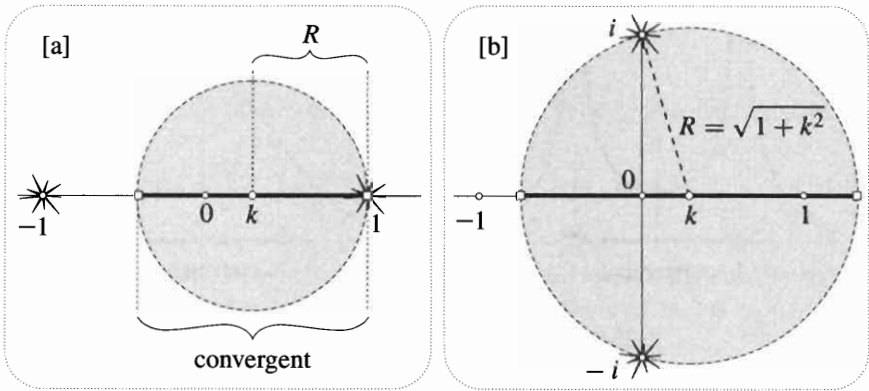 [a]
R
−1
0
k
1
convergent
[b]
i
R = √(1 + k²)
0
−1
k
1
− i